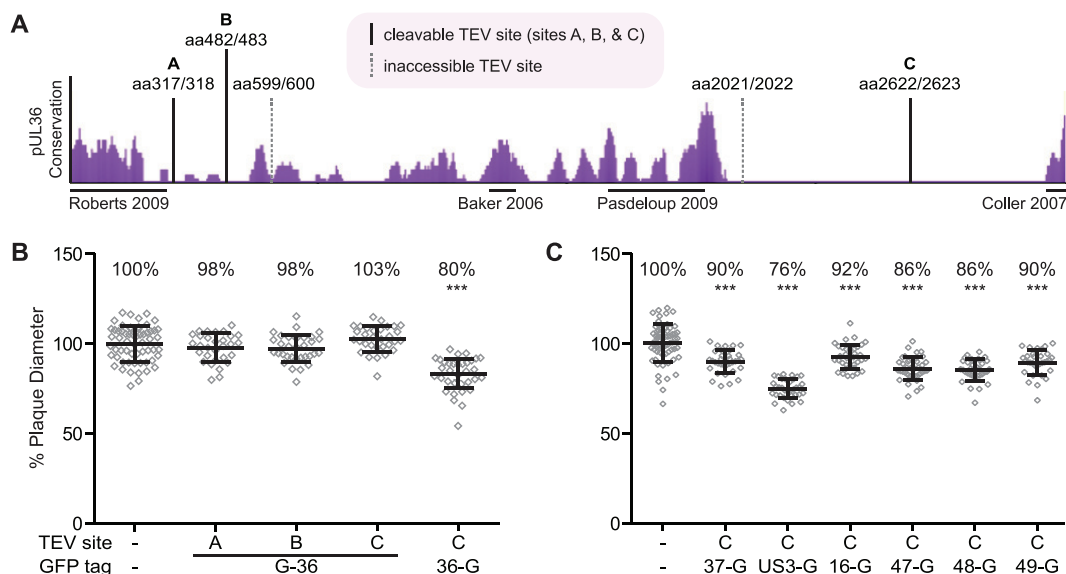 A
B
aa482/483
A
aa317/318
aa599/600
cleavable TEV site (sites A, B, & C)
inaccessible TEV site
aa2021/2022
C
aa2622/2623
pUL36
Conservation
Roberts 2009
Baker 2006
Pasdeloup 2009
Coller 2007
B
% Plaque Diameter
150
100
50
0
100% 98% 98% 103% 80%
***
TEV site - A B C C
GFP tag - G-36 36-G
C
150
100
50
0
100% 90% 76% 92% 86% 86% 90%
*** *** *** *** *** ***
- C C C C C C
- 37-G US3-G 16-G 47-G 48-G 49-G